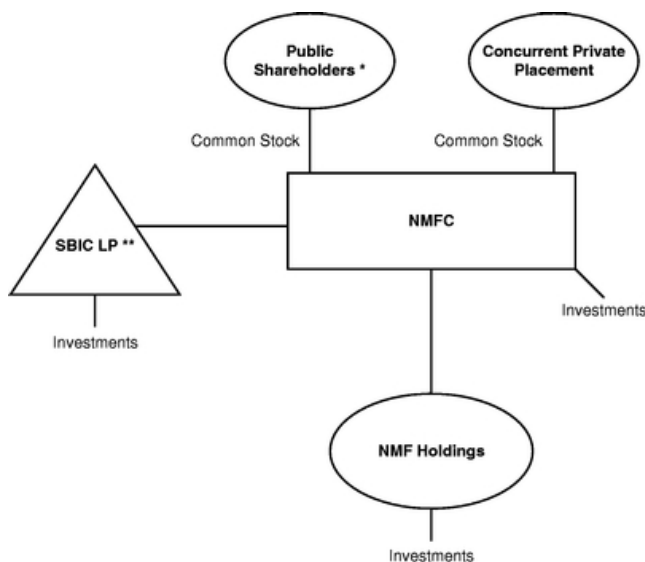 Public
Shareholders *
Concurrent Private
Placement
Common Stock
Common Stock
NMFC
SBIC LP **
Investments
Investments
NMF Holdings
Investments